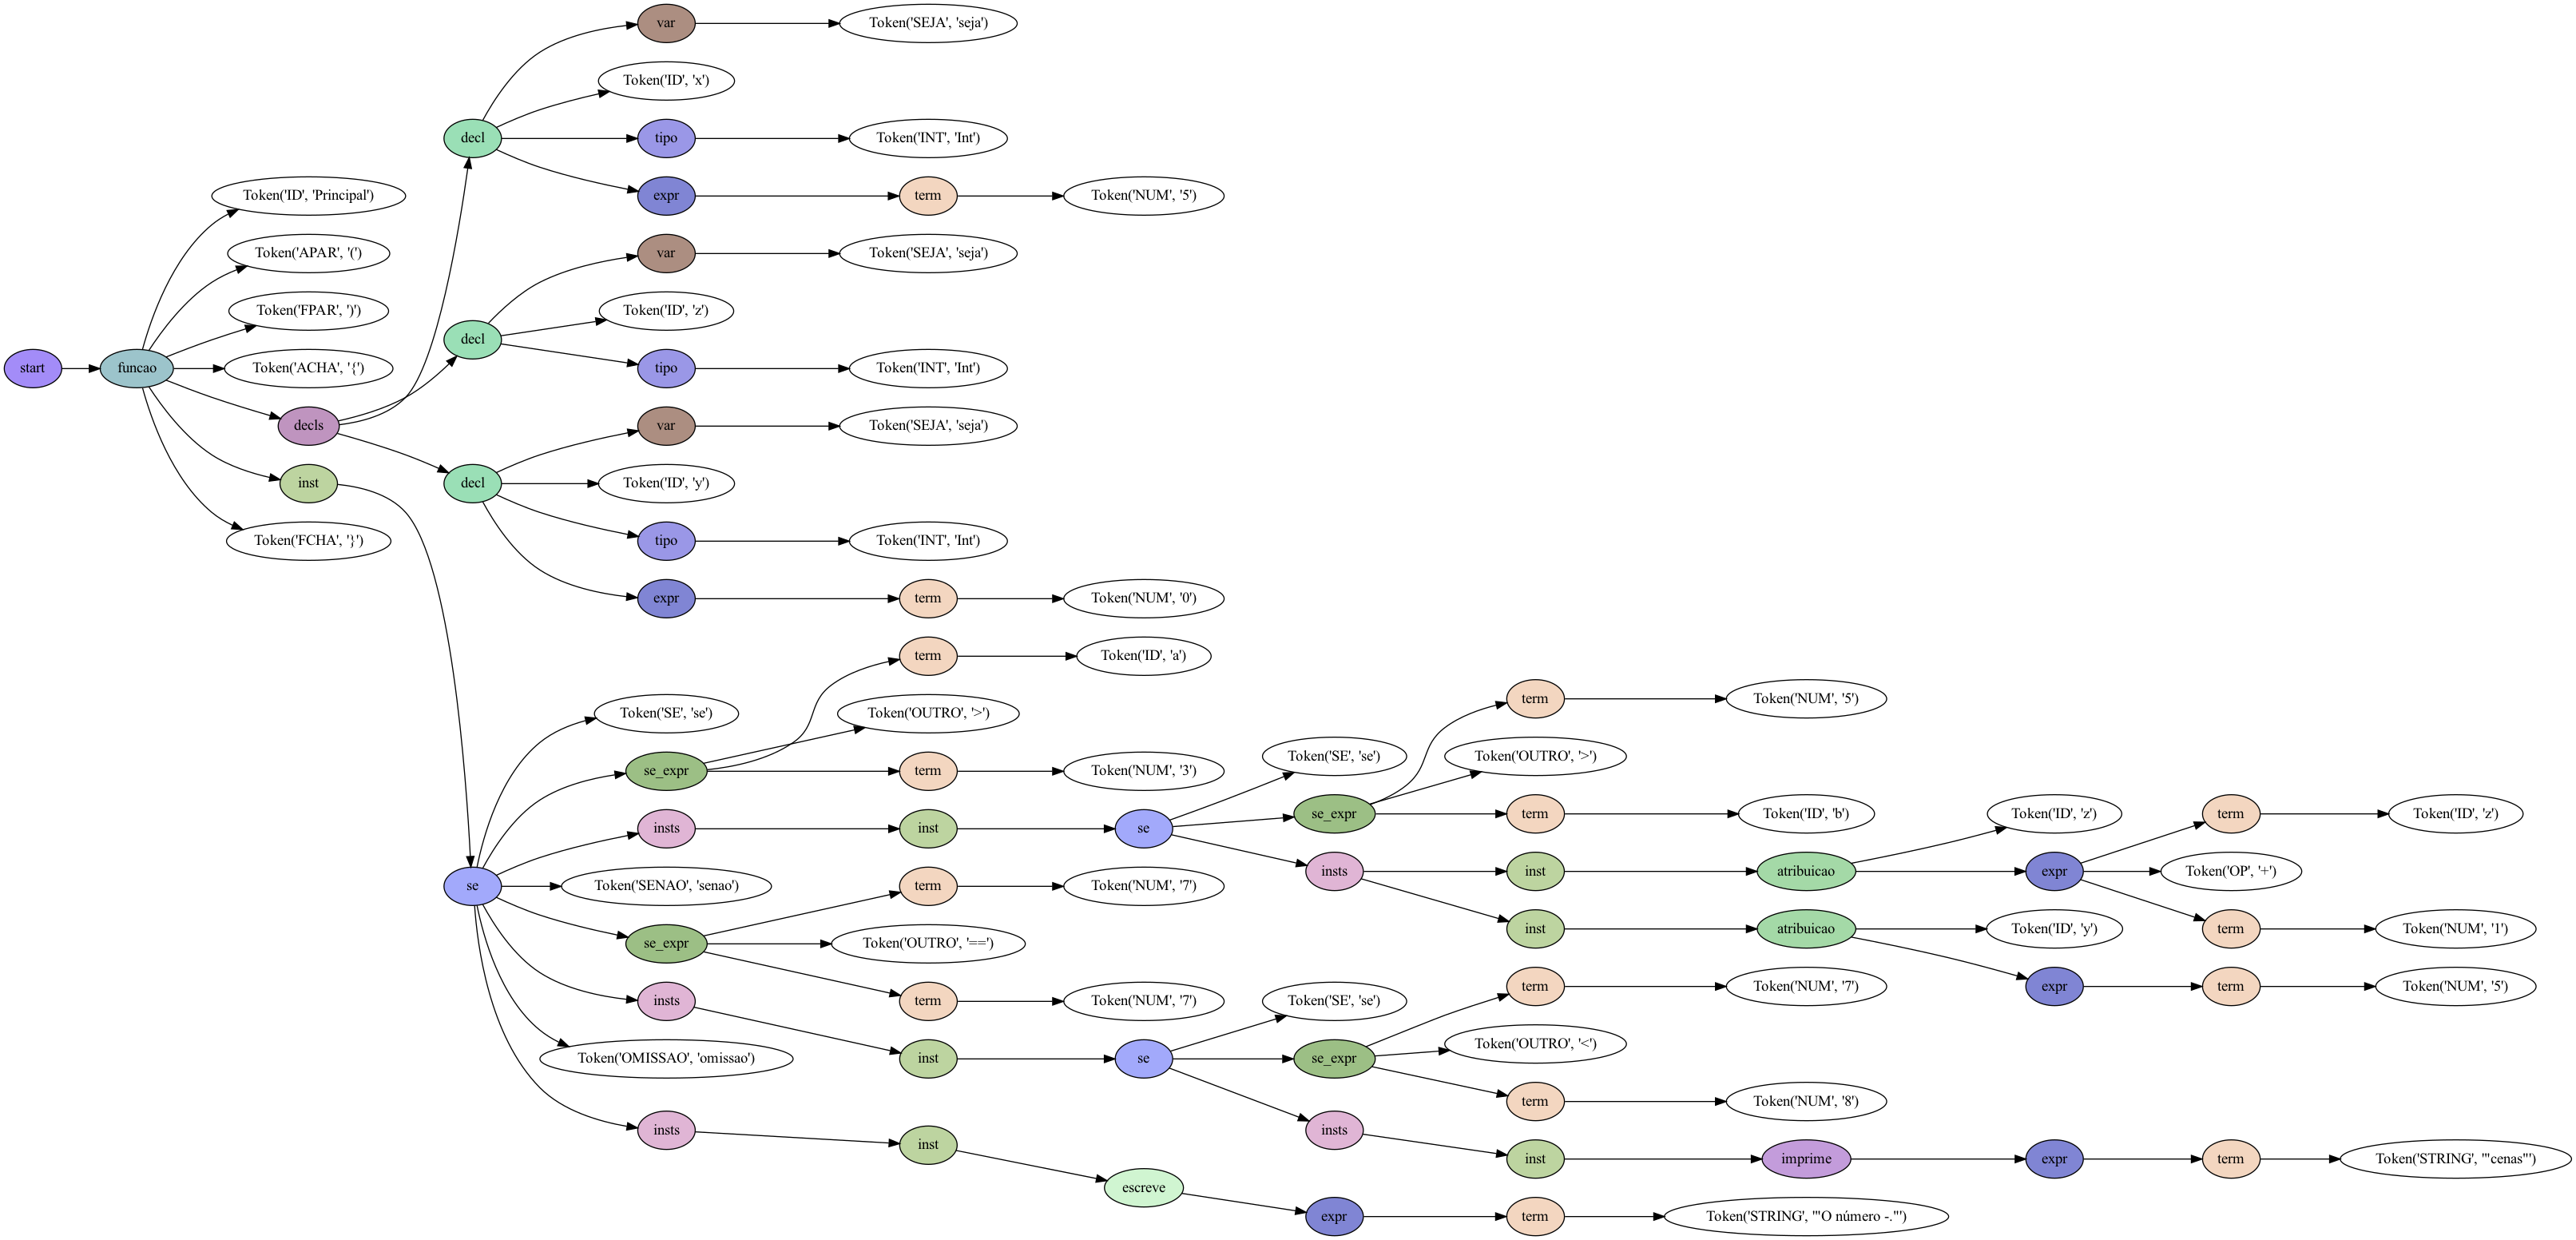 start
funcao
Token('ID', 'Principal')
Token('APAR', '(')
Token('FPAR', ')')
Token('ACHA', '{')
decls
inst
Token('FCHA', '}')
decl
var
Token('SEJA', 'seja')
Token('ID', 'x')
tipo
Token('INT', 'Int')
expr
term
Token('NUM', '5')
decl
var
Token('SEJA', 'seja')
Token('ID', 'z')
tipo
Token('INT', 'Int')
decl
var
Token('SEJA', 'seja')
Token('ID', 'y')
tipo
Token('INT', 'Int')
expr
term
Token('NUM', '0')
se
Token('SE', 'se')
se_expr
term
Token('ID', 'a')
Token('OUTRO', '>')
term
Token('NUM', '3')
insts
inst
se
Token('SE', 'se')
se_expr
term
Token('NUM', '5')
Token('OUTRO', '>')
term
Token('ID', 'b')
insts
inst
atribuicao
Token('ID', 'z')
expr
term
Token('ID', 'z')
Token('OP', '+')
term
Token('NUM', '1')
inst
atribuicao
Token('ID', 'y')
expr
term
Token('NUM', '5')
Token('SENAO', 'senao')
se_expr
term
Token('NUM', '7')
Token('OUTRO', '==')
term
Token('NUM', '7')
insts
inst
se
Token('SE', 'se')
se_expr
term
Token('NUM', '7')
Token('OUTRO', '<')
term
Token('NUM', '8')
insts
inst
imprime
expr
term
Token('STRING', '"cenas"')
Token('OMISSAO', 'omissao')
insts
inst
escreve
expr
term
Token('STRING', '"O número -."')